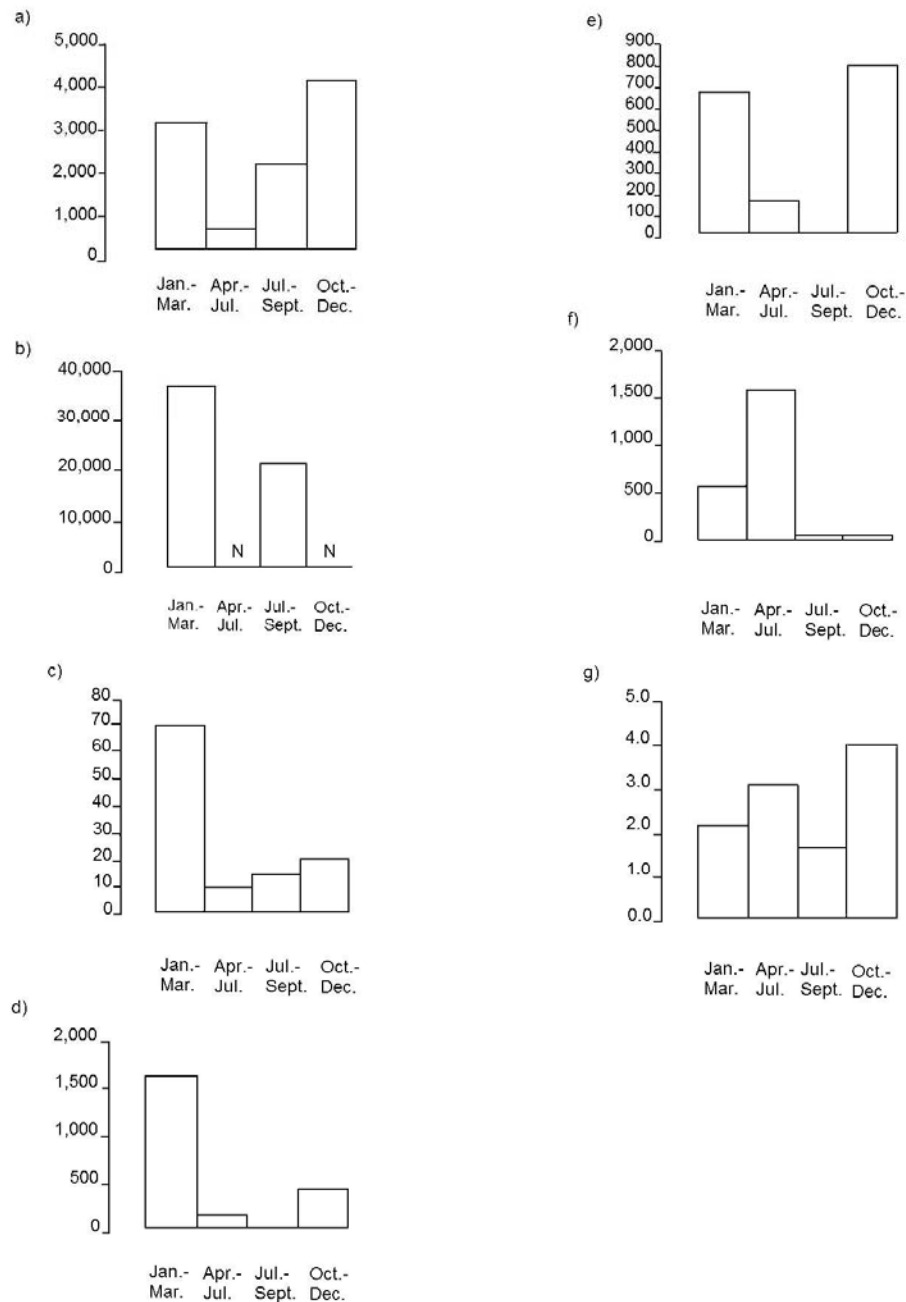 a)
5,000
4,000
3,000
2,000
1,000
0
Jan.- Apr.- Jul.- Oct.-
Mar. Jul. Sept. Dec.
b)
40,000
30,000
20,000
10,000
0
N N
Jan.- Apr.- Jul.- Oct.-
Mar. Jul. Sept. Dec.
c)
80
70
60
50
40
30
20
10
0
Jan.- Apr.- Jul.- Oct.-
Mar. Jul. Sept. Dec.
d)
2,000
1,500
1,000
500
0
Jan.- Apr.- Jul.- Oct.-
Mar. Jul. Sept. Dec.
e)
900
800
700
600
500
400
300
200
100
0
Jan.- Apr.- Jul.- Oct.-
Mar. Jul. Sept. Dec.
f)
2,000
1,500
1,000
500
0
Jan.- Apr.- Jul.- Oct.-
Mar. Jul. Sept. Dec.
g)
5.0
4.0
3.0
2.0
1.0
0.0
Jan.- Apr.- Jul.- Oct.-
Mar. Jul. Sept. Dec.